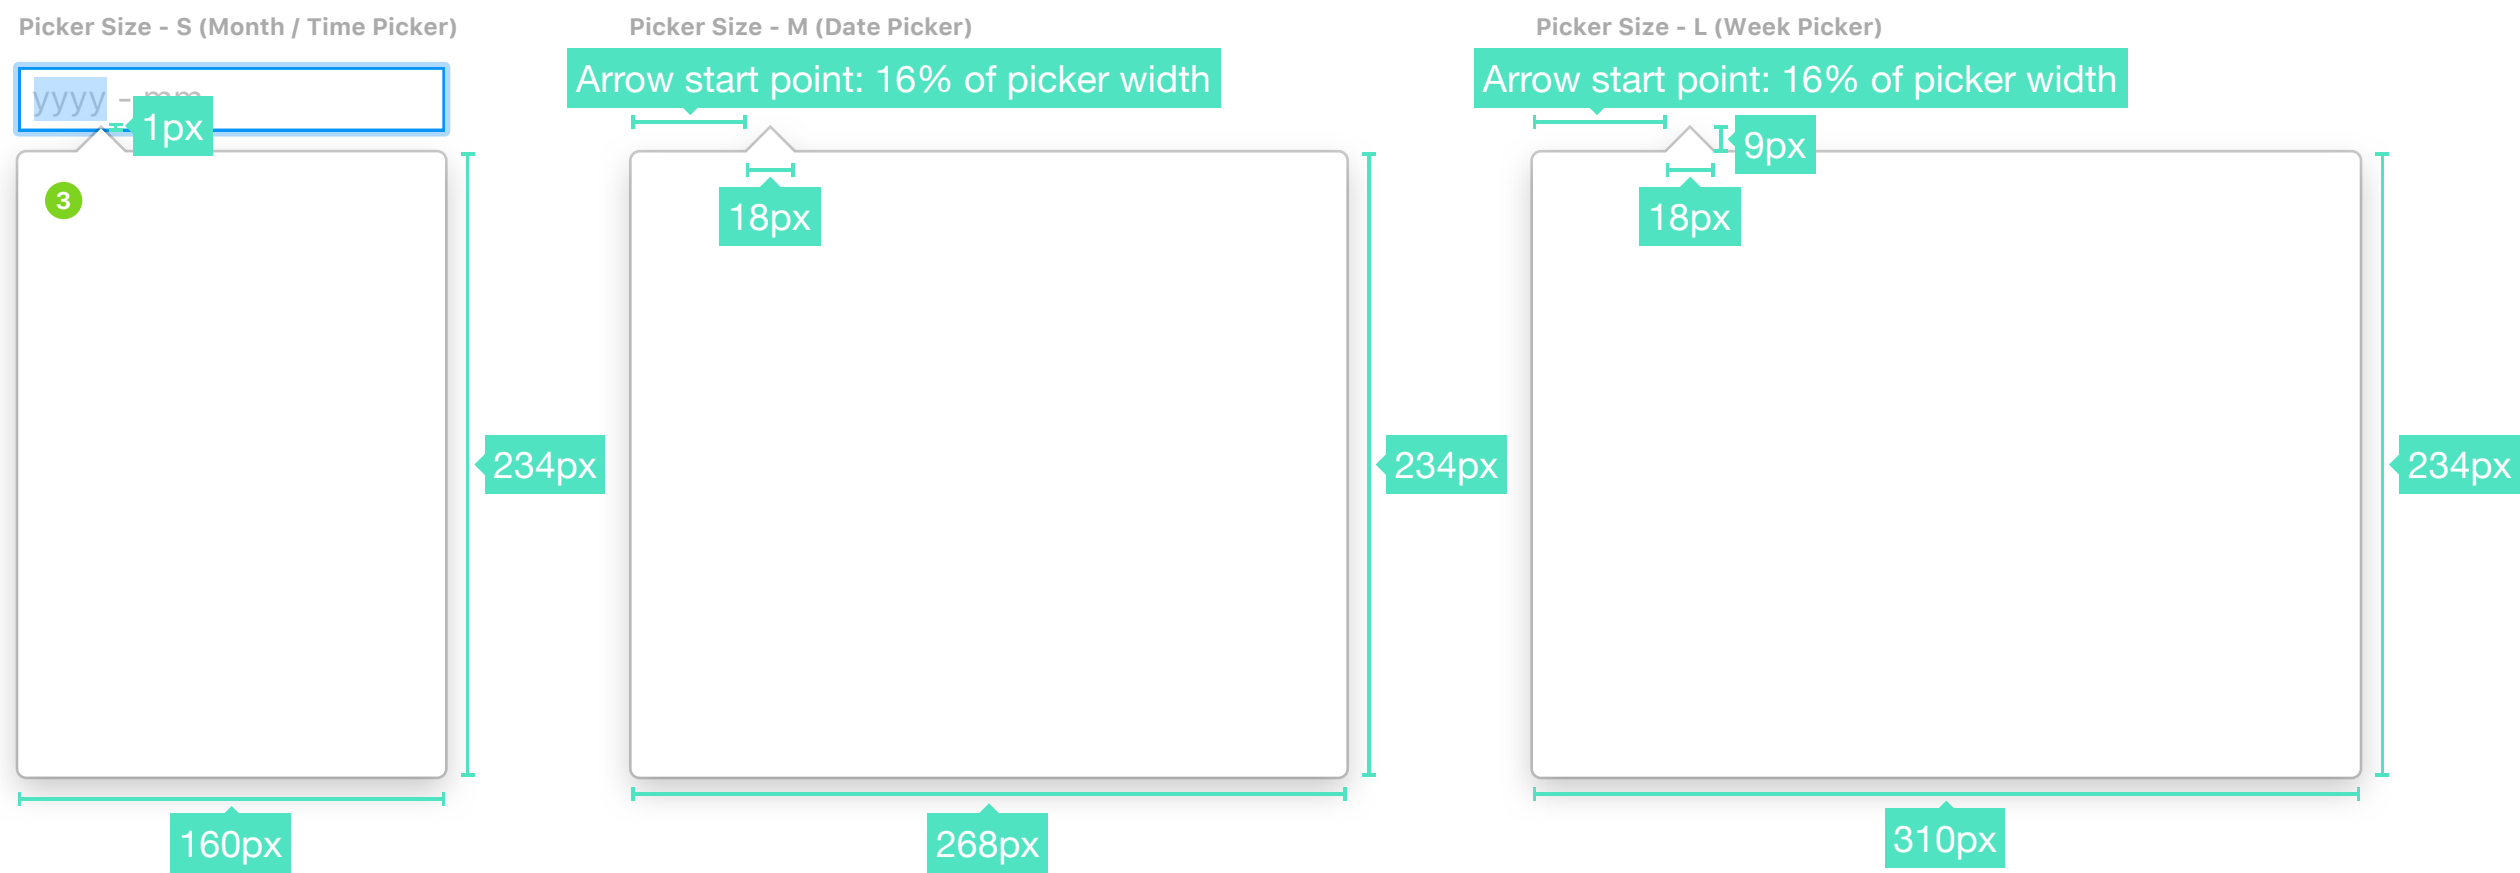 Picker Size - S (Month / Time Picker)
Picker Size - M (Date Picker)
Picker Size - L (Week Picker)
Arrow start point: 16% of picker width
Arrow start point: 16% of picker width
yyyy - mm
1px
9px
3
18px
18px
234px
234px
234px
160px
268px
310px